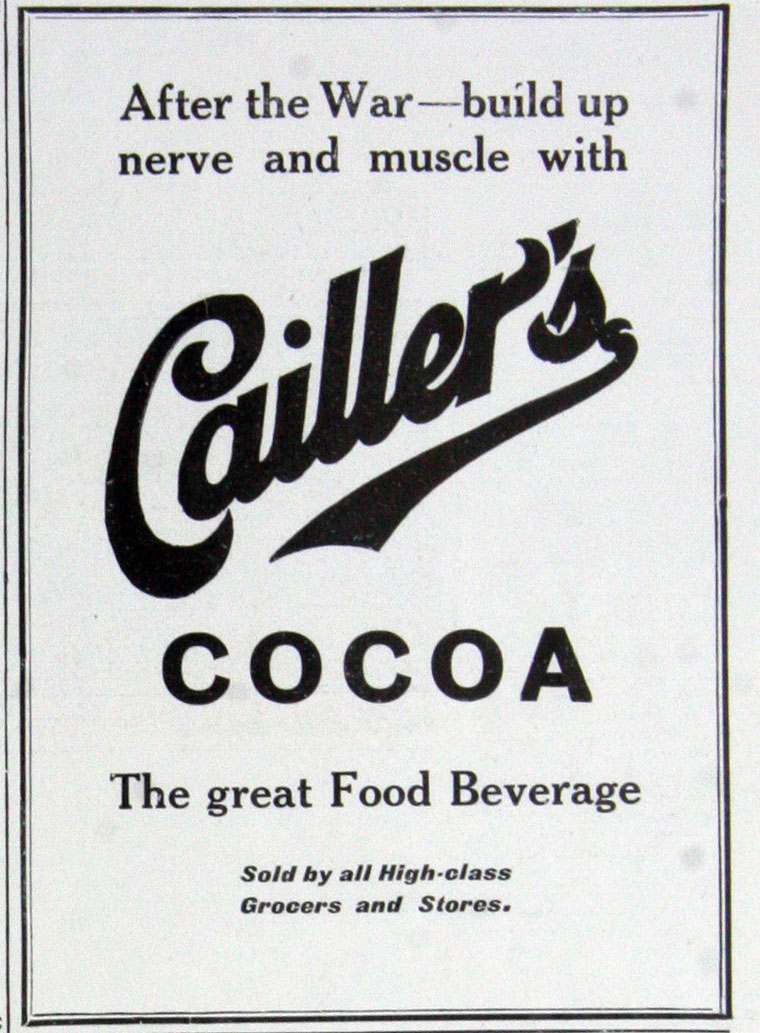 After the War—build up
nerve and muscle with
Cailler's
COCOA
The great Food Beverage
Sold by all High-class
Grocers and Stores.